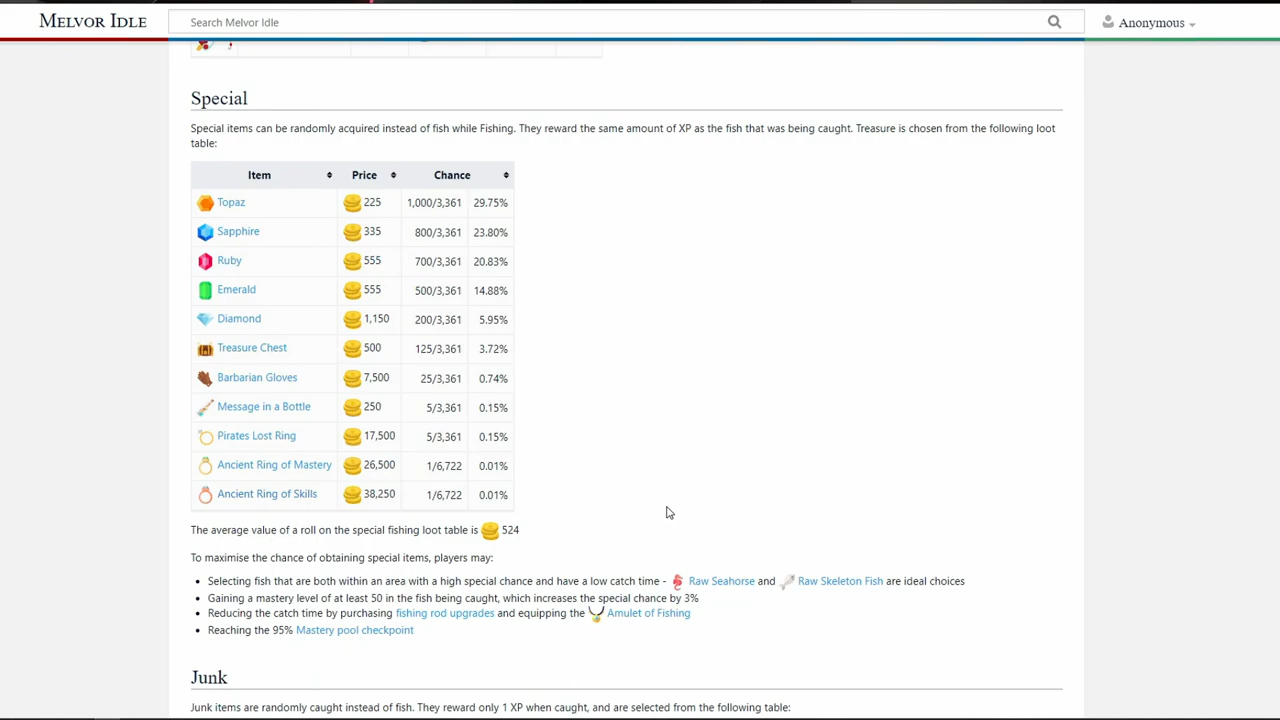 MELVOR IDLE
Search Melvor Idle
Anonymous
Special
Special items can be randomly acquired instead of fish while Fishing. They reward the same amount of XP as the fish that was being caught. Treasure is chosen from the following loot
table:
Item Price Chance
Topaz 225 1,000/3,361 29.75%
Sapphire 335 800/3,361 23.80%
Ruby 555 700/3,361 20.83%
Emerald 555 500/3,361 14.88%
Diamond 1,150 200/3,361 5.95%
Treasure Chest 500 125/3,361 3.72%
Barbarian Gloves 7,500 25/3,361 0.74%
Message in a Bottle 250 5/3,361 0.15%
Pirates Lost Ring 17,500 5/3,361 0.15%
Ancient Ring of Mastery 26,500 1/6,722 0.01%
Ancient Ring of Skills 38,250 1/6,722 0.01%
The average value of a roll on the special fishing loot table is 524
To maximise the chance of obtaining special items, players may:
• Selecting fish that are both within an area with a high special chance and have a low catch time - Raw Seahorse and Raw Skeleton Fish are ideal choices
• Gaining a mastery level of at least 50 in the fish being caught, which increases the special chance by 3%
• Reducing the catch time by purchasing fishing rod upgrades and equipping the Amulet of Fishing
• Reaching the 95% Mastery pool checkpoint
Junk
Junk items are randomly caught instead of fish. They reward only 1 XP when caught, and are selected from the following table: